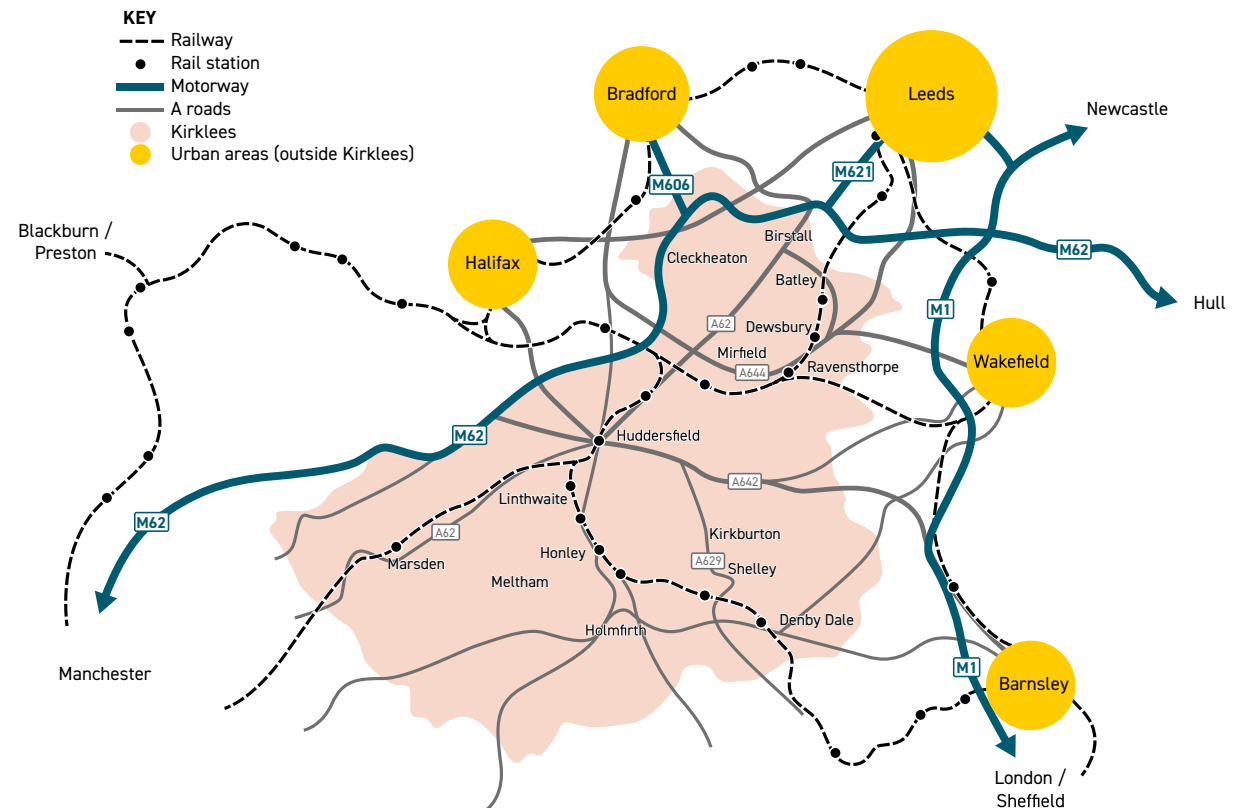 KEY
Railway
Rail station
Motorway
A roads
Kirklees
Urban areas (outside Kirklees)
Bradford
Leeds
Newcastle
M606
M621
Blackburn /
Preston
Halifax
Birstall
Cleckheaton
M62
Batley
Hull
M1
A62
Dewsbury
Mirfield
Wakefield
A644
Ravensthorpe
M62
Huddersfield
A642
Linthwaite
M62
A62
Kirkburton
Honley
A629
Marsden
Shelley
Meltham
Denby Dale
Holmfirth
Manchester
M1
Barnsley
London /
Sheffield